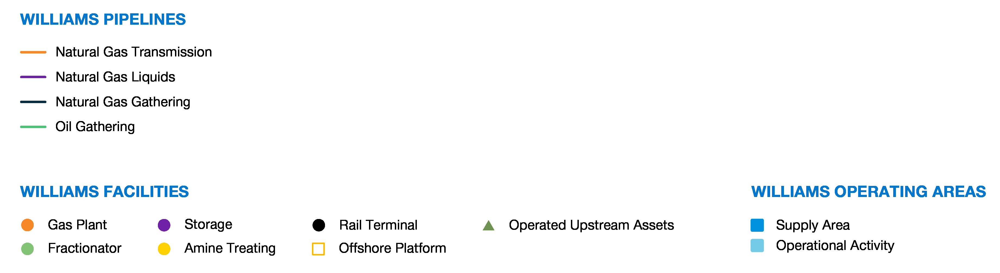 WILLIAMS PIPELINES
Natural Gas Transmission
Natural Gas Liquids
Natural Gas Gathering
Oil Gathering
WILLIAMS FACILITIES
Gas Plant
Storage
Rail Terminal
Operated Upstream Assets
Fractionator
Amine Treating
Offshore Platform
WILLIAMS OPERATING AREAS
Supply Area
Operational Activity